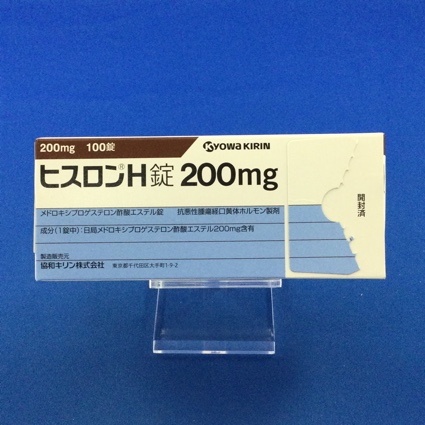 200mg 100錠
KYOWA KIRIN
ヒスロン®H錠 200mg
メドロキシプロゲステロン酢酸エステル錠 抗悪性腫瘍経口黄体ホルモン製剤
成分(1錠中):日局メドロキシプロゲステロン酢酸エステル200mg含有
製造販売元
協和キリン株式会社 東京都千代田区大手町1-9-2
開封済